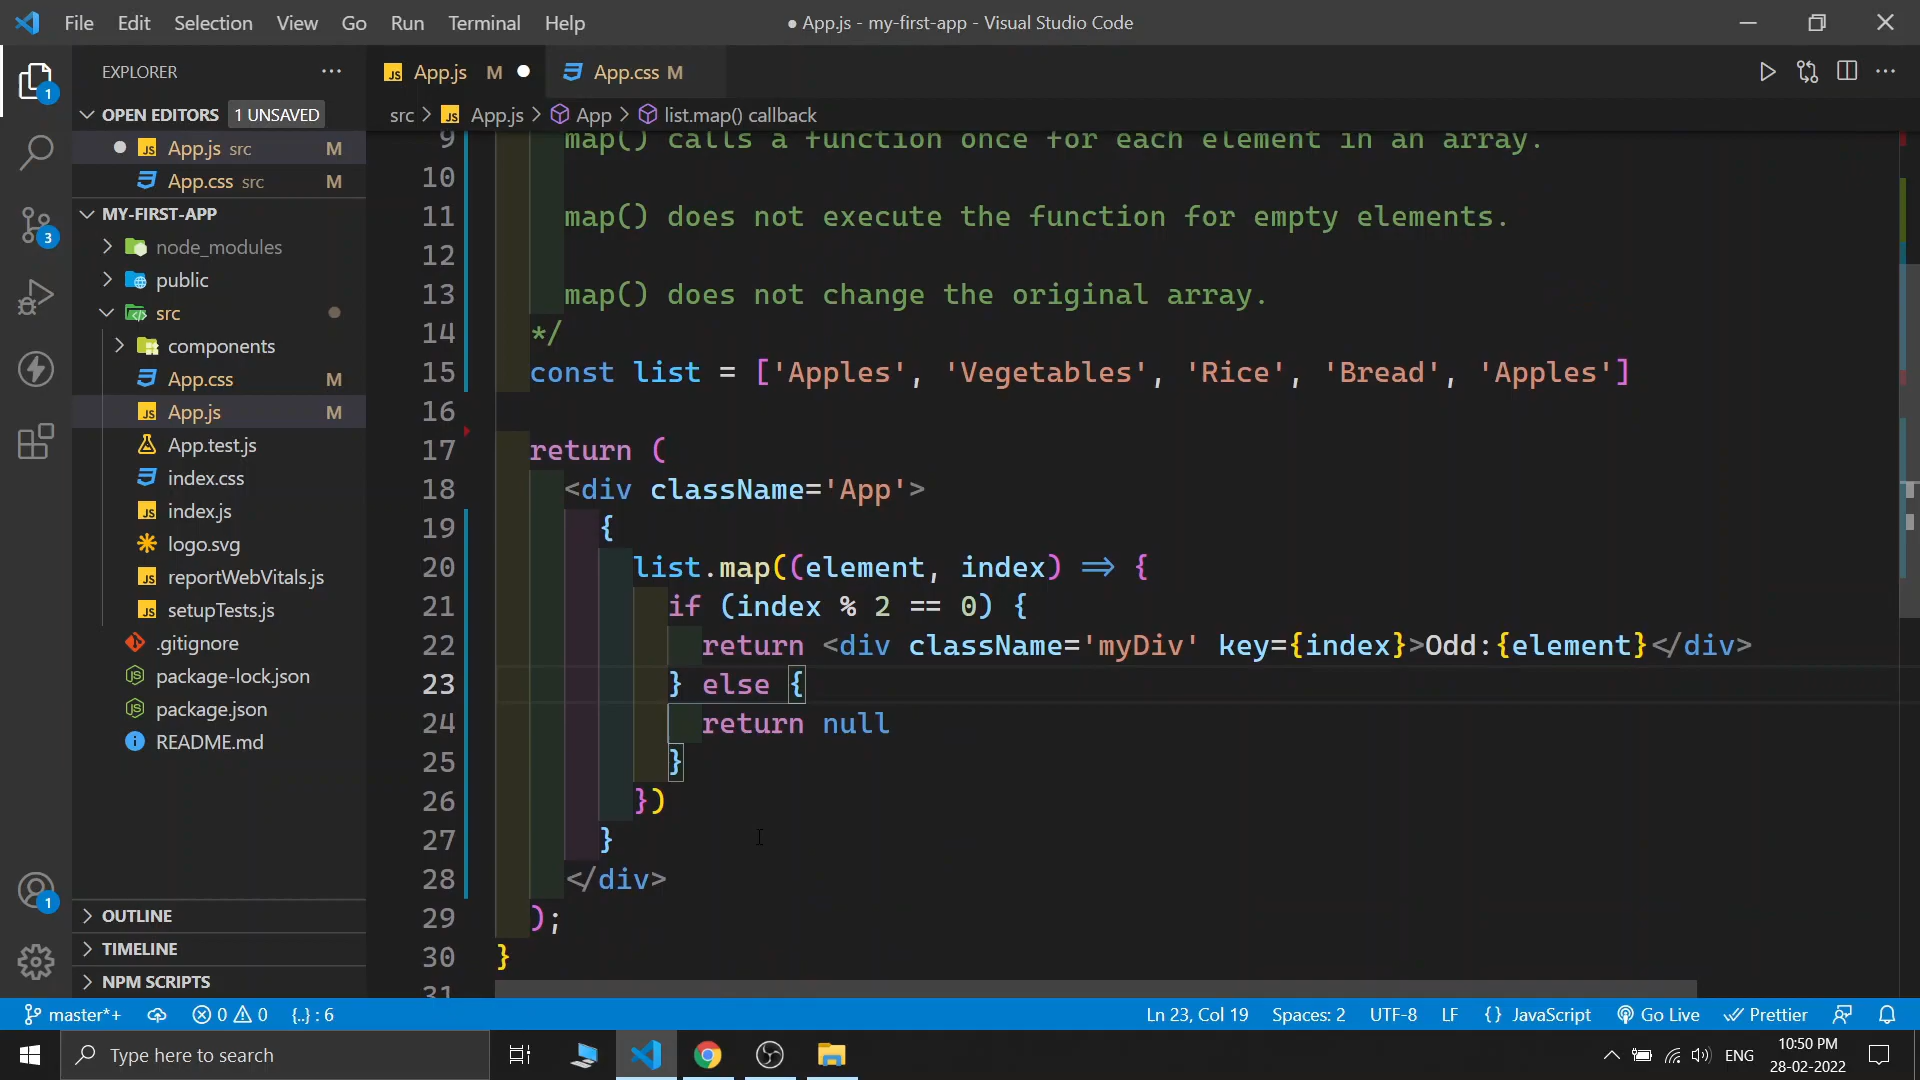 File Edit Selection View Go Run Terminal Help
● App.js - my-first-app - Visual Studio Code
EXPLORER
OPEN EDITORS 1 UNSAVED
App.js src M
App.css src M
MY-FIRST-APP
node_modules
public
src
components
App.css M
App.js M
App.test.js
index.css
index.js
logo.svg
reportWebVitals.js
setupTests.js
.gitignore
package-lock.json
package.json
README.md
OUTLINE
TIMELINE
NPM SCRIPTS
1
3
1
JS App.js M
App.css M
src > JS App.js > App > list.map() callback
9 map() calls a function once for each element in an array.
10
11 map() does not execute the function for empty elements.
12
13 map() does not change the original array.
14 */
15 const list = ['Apples', 'Vegetables', 'Rice', 'Bread', 'Apples']
16
17 return (
18 <div className='App'>
19 {
20 list.map((element, index) => {
21 if (index % 2 == 0) {
22 return <div className='myDiv' key={index}>Odd:{element}</div>
23 } else {
24 return null
25 }
26 })
27 }
28 </div>
29 );
30 }
31
master*+ 0 0 {..} : 6
Ln 23, Col 19 Spaces: 2 UTF-8 LF {} JavaScript Go Live Prettier
Type here to search
ENG
10:50 PM
28-02-2022